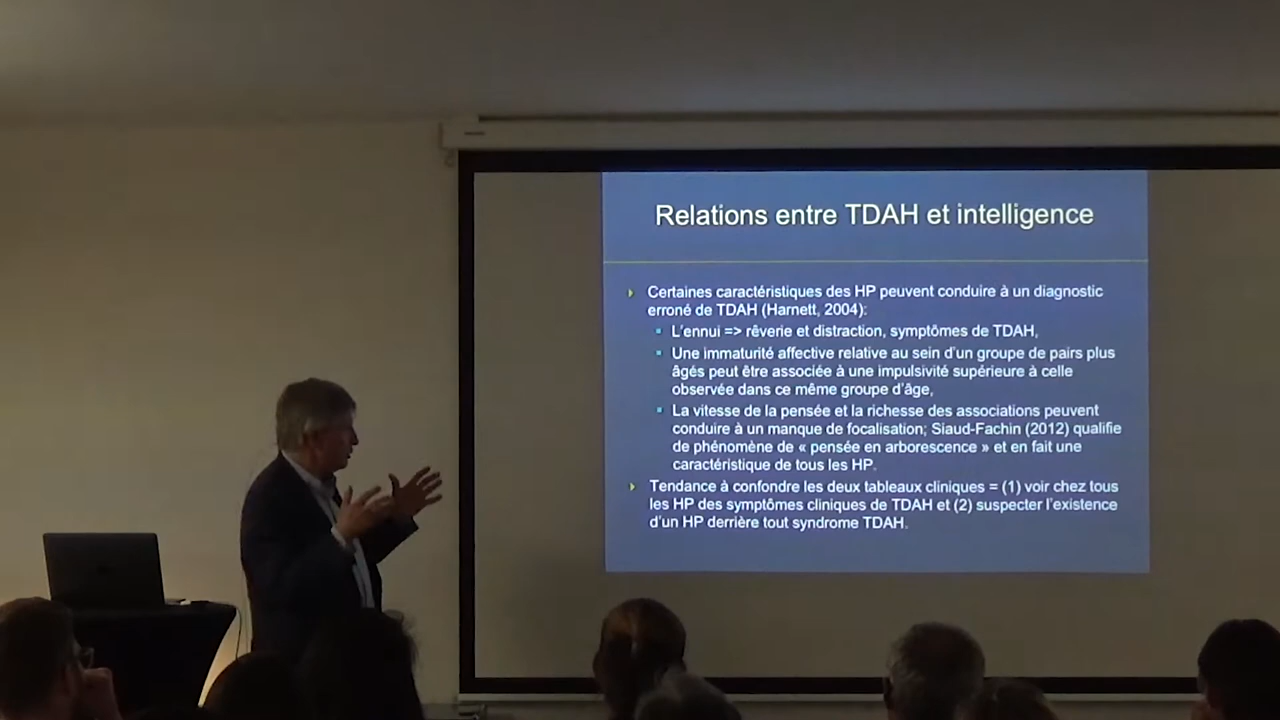 Relations entre TDAH et intelligence
Certaines caractéristiques des HP peuvent conduire à un diagnostic
erroné de TDAH (Harnett, 2004):
L'ennui => rêverie et distraction, symptômes de TDAH,
Une immaturité affective relative au sein d'un groupe de pairs plus
âgés peut être associée à une impulsivité supérieure à celle
observée dans ce même groupe d'âge,
La vitesse de la pensée et la richesse des associations peuvent
conduire à un manque de focalisation; Siaud-Fachin (2012) qualifie
de phénomène de « pensée en arborescence » et en fait une
caractéristique de tous les HP.
Tendance à confondre les deux tableaux cliniques = (1) voir chez tous
les HP des symptômes cliniques de TDAH et (2) suspecter l'existence
d'un HP derrière tout syndrome TDAH.